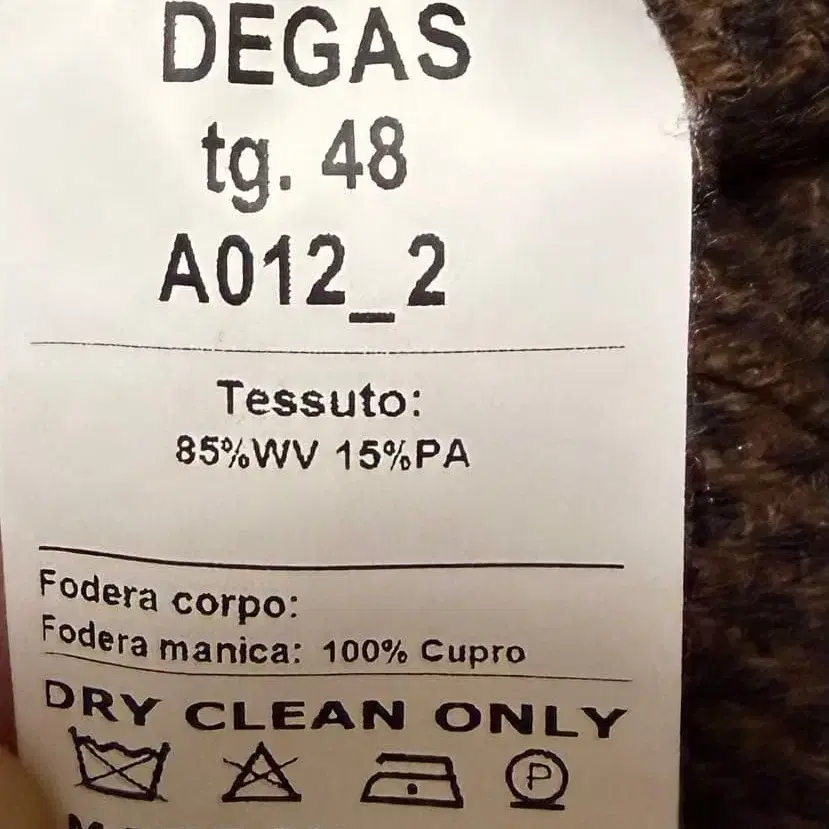 DEGAS
tg. 48
A012_2
Tessuto:
85%WV 15%PA
Fodera corpo:
Fodera manica: 100% Cupro
DRY CLEAN ONLY
P